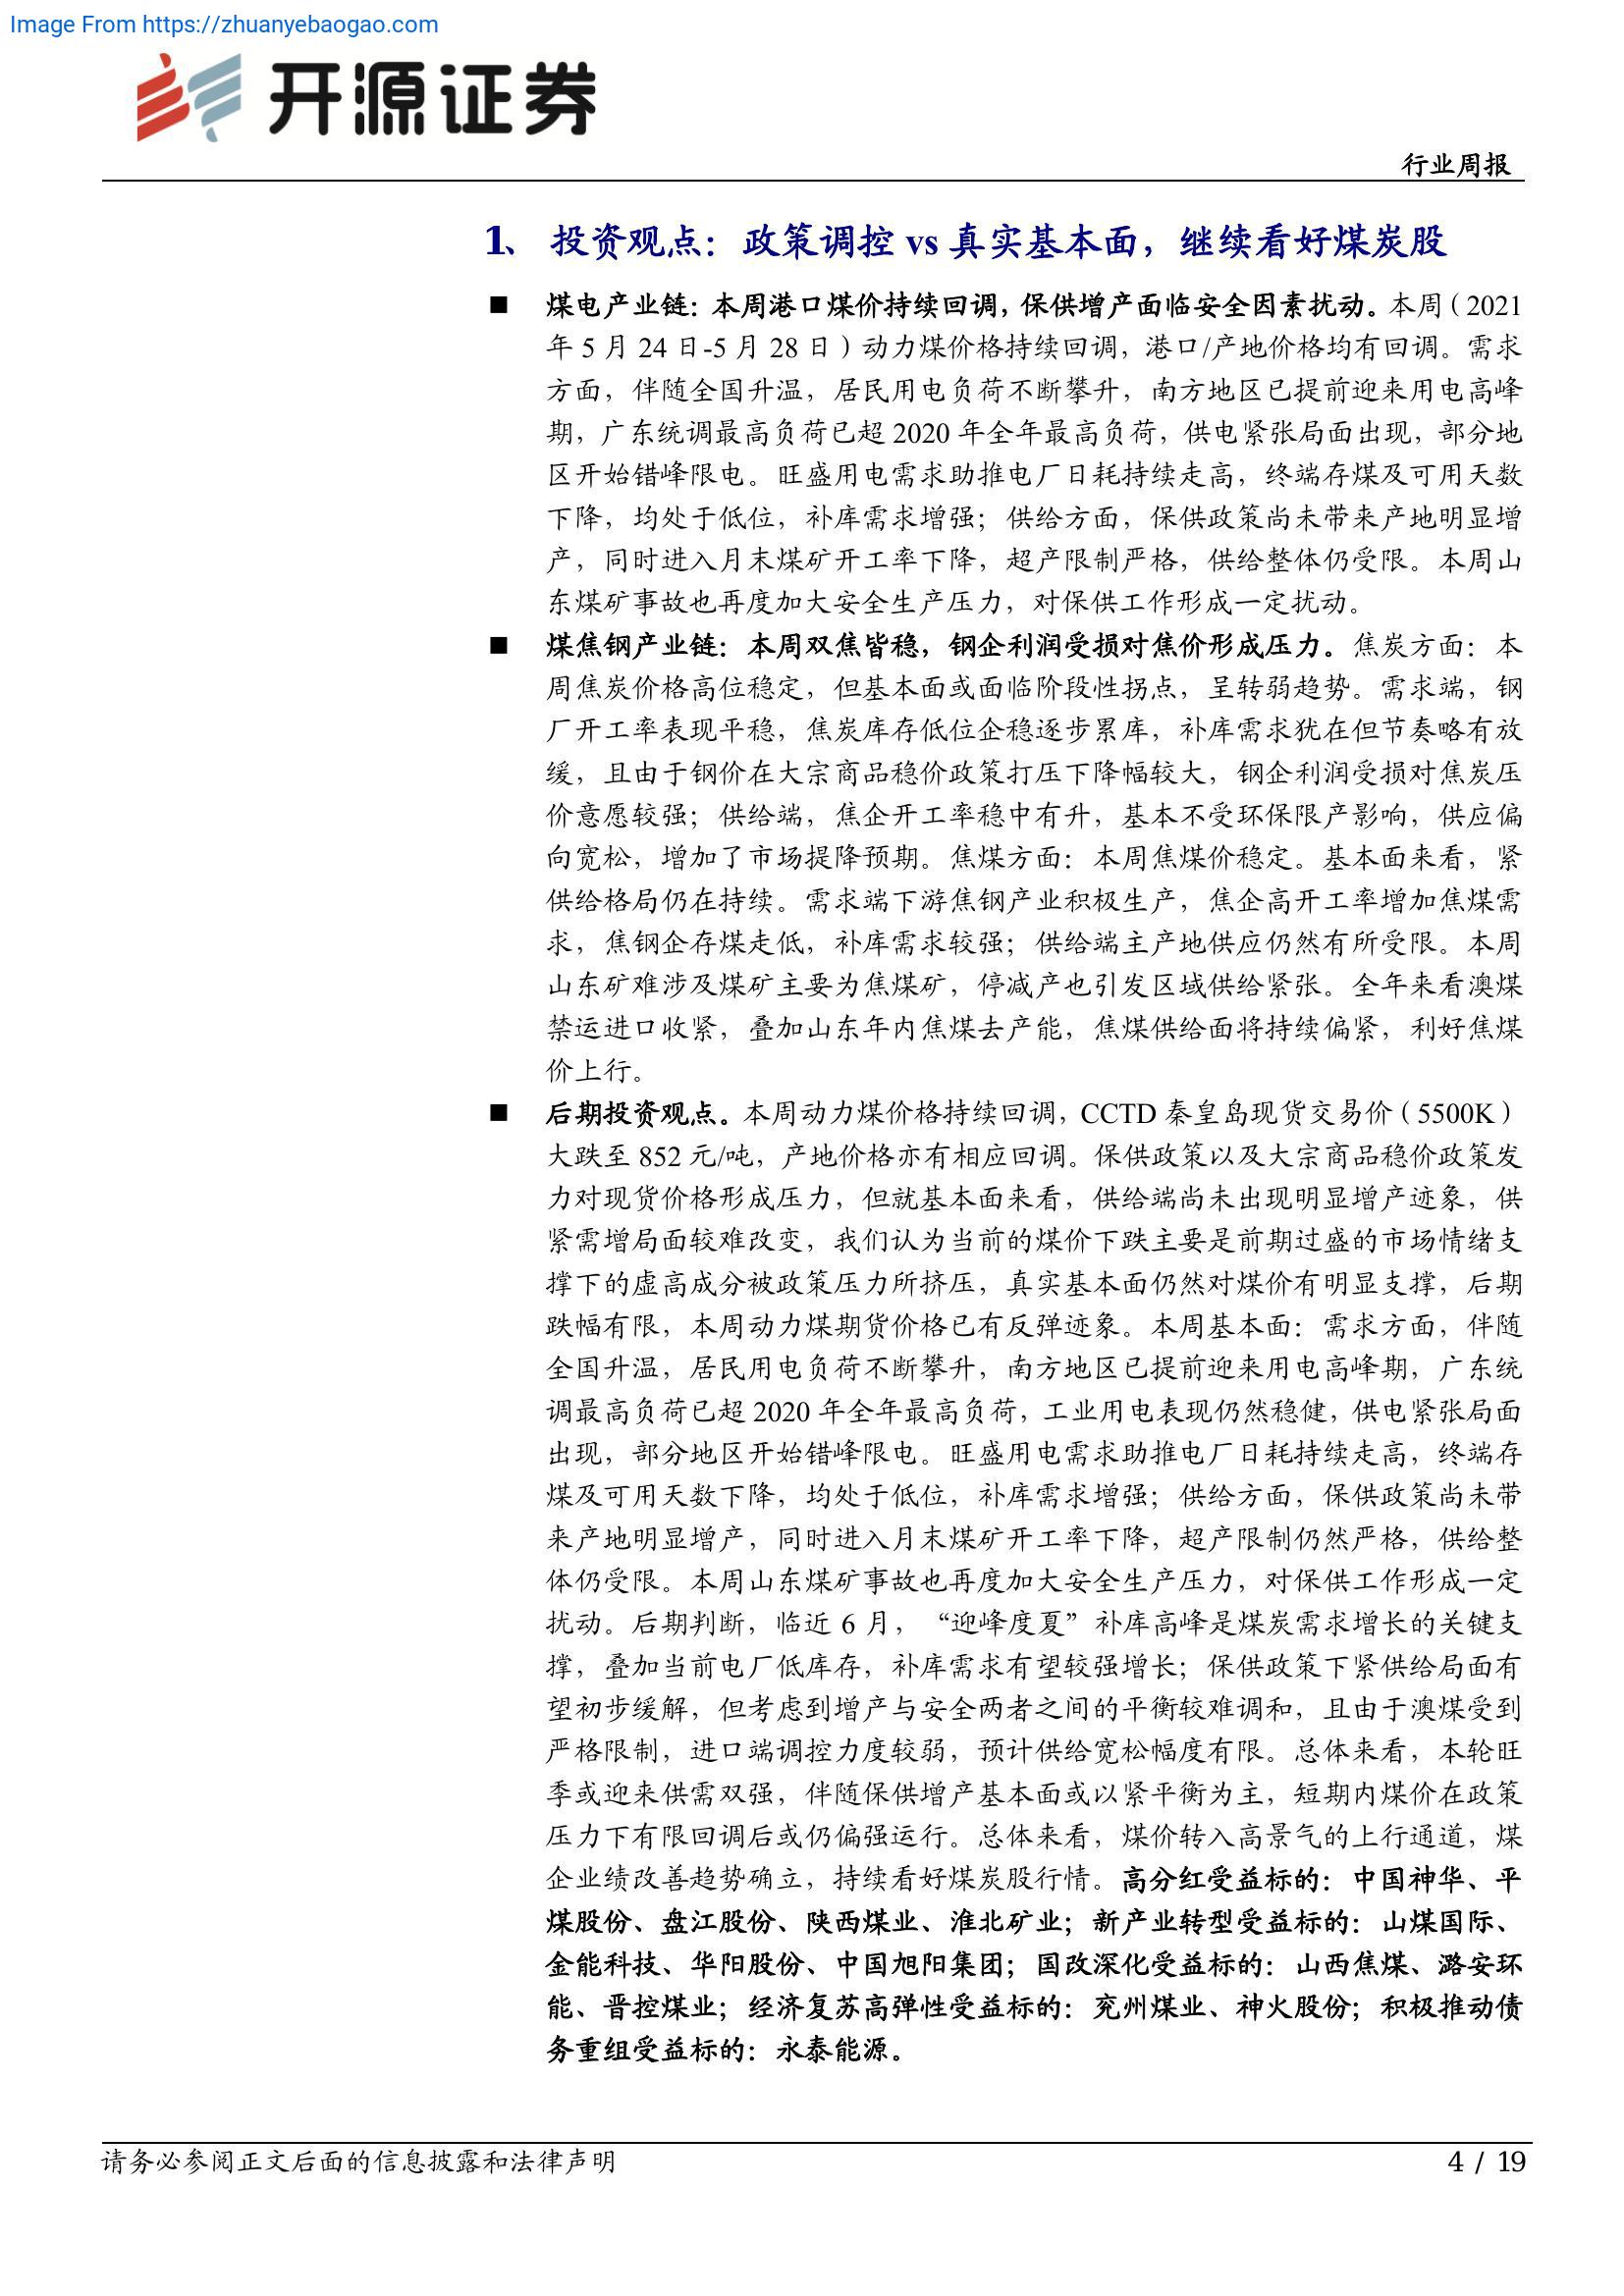 Image From https://zhuanyebaogao.com
开源证券
行业周报
1、 投资观点：政策调控 vs 真实基本面，继续看好煤炭股
■ 煤电产业链：本周港口煤价持续回调，保供增产面临安全因素扰动。本周（2021
年 5 月 24 日-5 月 28 日）动力煤价格持续回调，港口/产地价格均有回调。需求
方面，伴随全国升温，居民用电负荷不断攀升，南方地区已提前迎来用电高峰
期，广东统调最高负荷已超 2020 年全年最高负荷，供电紧张局面出现，部分地
区开始错峰限电。旺盛用电需求助推电厂日耗持续走高，终端存煤及可用天数
下降，均处于低位，补库需求增强；供给方面，保供政策尚未带来产地明显增
产，同时进入月末煤矿开工率下降，超产限制严格，供给整体仍受限。本周山
东煤矿事故也再度加大安全生产压力，对保供工作形成一定扰动。
■ 煤焦钢产业链：本周双焦皆稳，钢企利润受损对焦价形成压力。焦炭方面：本
周焦炭价格高位稳定，但基本面或面临阶段性拐点，呈转弱趋势。需求端，钢
厂开工率表现平稳，焦炭库存低位企稳逐步累库，补库需求犹在但节奏略有放
缓，且由于钢价在大宗商品稳价政策打压下降幅较大，钢企利润受损对焦炭压
价意愿较强；供给端，焦企开工率稳中有升，基本不受环保限产影响，供应偏
向宽松，增加了市场提降预期。焦煤方面：本周焦煤价稳定。基本面来看，紧
供给格局仍在持续。需求端下游焦钢产业积极生产，焦企高开工率增加焦煤需
求，焦钢企存煤走低，补库需求较强；供给端主产地供应仍然有所受限。本周
山东矿难涉及煤矿主要为焦煤矿，停减产也引发区域供给紧张。全年来看澳煤
禁运进口收紧，叠加山东年内焦煤去产能，焦煤供给面将持续偏紧，利好焦煤
价上行。
■ 后期投资观点。本周动力煤价格持续回调，CCTD 秦皇岛现货交易价（5500K）
大跌至 852 元/吨，产地价格亦有相应回调。保供政策以及大宗商品稳价政策发
力对现货价格形成压力，但就基本面来看，供给端尚未出现明显增产迹象，供
紧需增局面较难改变，我们认为当前的煤价下跌主要是前期过盛的市场情绪支
撑下的虚高成分被政策压力所挤压，真实基本面仍然对煤价有明显支撑，后期
跌幅有限，本周动力煤期货价格已有反弹迹象。本周基本面：需求方面，伴随
全国升温，居民用电负荷不断攀升，南方地区已提前迎来用电高峰期，广东统
调最高负荷已超 2020 年全年最高负荷，工业用电表现仍然稳健，供电紧张局面
出现，部分地区开始错峰限电。旺盛用电需求助推电厂日耗持续走高，终端存
煤及可用天数下降，均处于低位，补库需求增强；供给方面，保供政策尚未带
来产地明显增产，同时进入月末煤矿开工率下降，超产限制仍然严格，供给整
体仍受限。本周山东煤矿事故也再度加大安全生产压力，对保供工作形成一定
扰动。后期判断，临近 6 月，“迎峰度夏”补库高峰是煤炭需求增长的关键支
撑，叠加当前电厂低库存，补库需求有望较强增长；保供政策下紧供给局面有
望初步缓解，但考虑到增产与安全两者之间的平衡较难调和，且由于澳煤受到
严格限制，进口端调控力度较弱，预计供给宽松幅度有限。总体来看，本轮旺
季或迎来供需双强，伴随保供增产基本面或以紧平衡为主，短期内煤价在政策
压力下有限回调后或仍偏强运行。总体来看，煤价转入高景气的上行通道，煤
企业绩改善趋势确立，持续看好煤炭股行情。高分红受益标的：中国神华、平
煤股份、盘江股份、陕西煤业、淮北矿业；新产业转型受益标的：山煤国际、
金能科技、华阳股份、中国旭阳集团；国改深化受益标的：山西焦煤、潞安环
能、晋控煤业；经济复苏高弹性受益标的：兖州煤业、神火股份；积极推动债
务重组受益标的：永泰能源。
请务必参阅正文后面的信息披露和法律声明
4 / 19